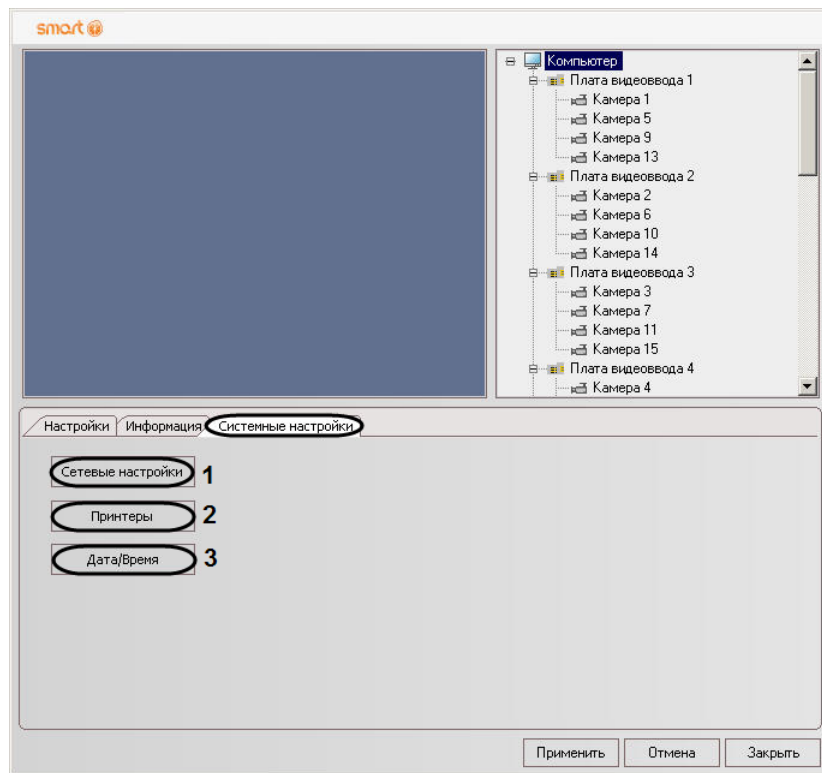 smart
Компьютер
Плата видеоввода 1
Камера 1
Камера 5
Камера 9
Камера 13
Плата видеоввода 2
Камера 2
Камера 6
Камера 10
Камера 14
Плата видеоввода 3
Камера 3
Камера 7
Камера 11
Камера 15
Плата видеоввода 4
Камера 4
Настройки Информация Системные настройки
Сетевые настройки 1
Принтеры 2
Дата/Время 3
Применить Отмена Закрыть